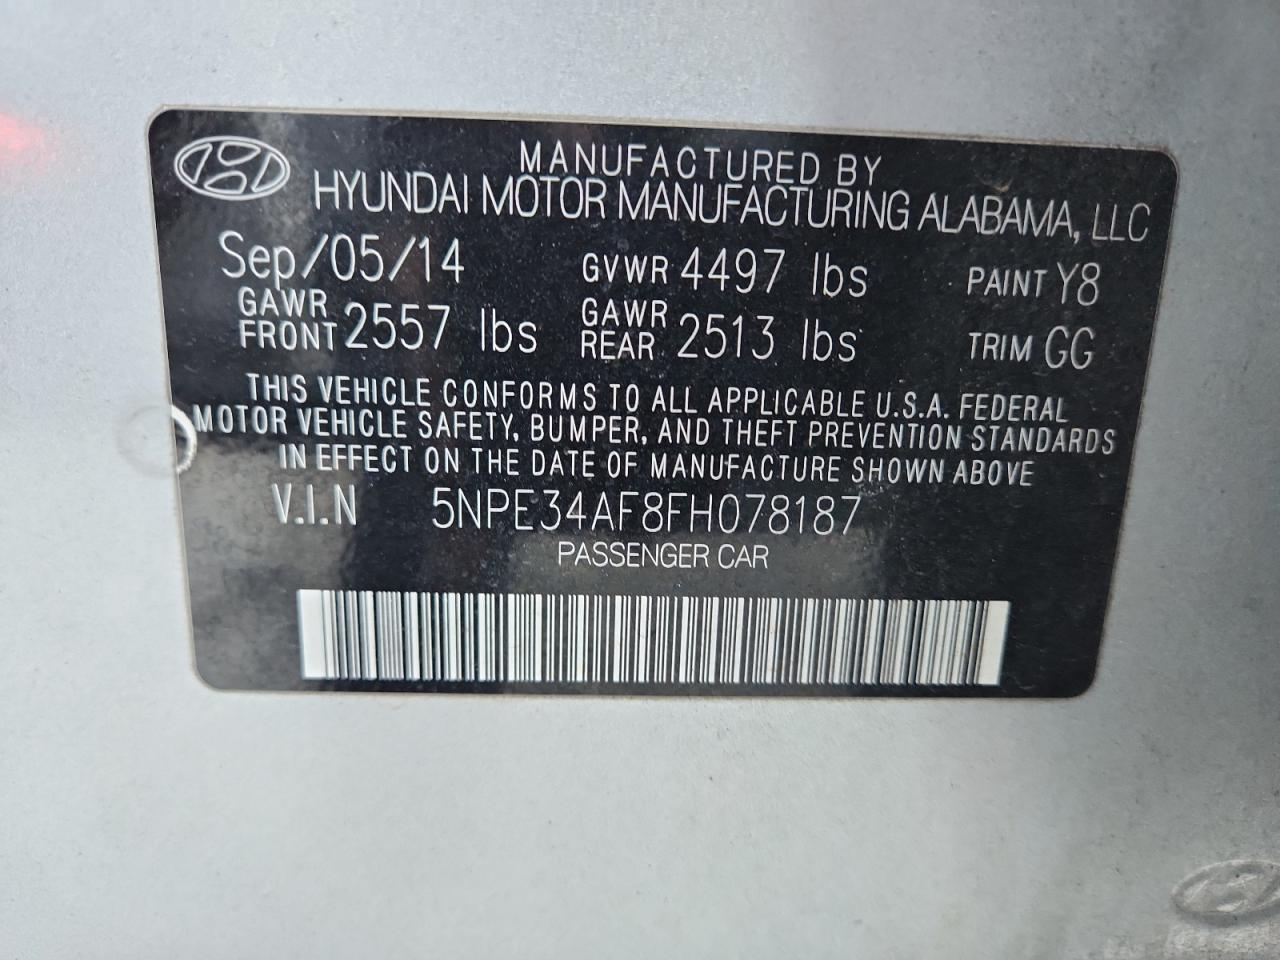 MANUFACTURED BY
HYUNDAI MOTOR MANUFACTURING ALABAMA, LLC
Sep/05/14 GVWR 4497 lbs PAINT Y8
GAWR FRONT 2557 lbs GAWR REAR 2513 lbs TRIM GG
THIS VEHICLE CONFORMS TO ALL APPLICABLE U.S.A. FEDERAL
MOTOR VEHICLE SAFETY, BUMPER, AND THEFT PREVENTION STANDARDS
IN EFFECT ON THE DATE OF MANUFACTURE SHOWN ABOVE
V.I.N 5NPE34AF8FH078187
PASSENGER CAR